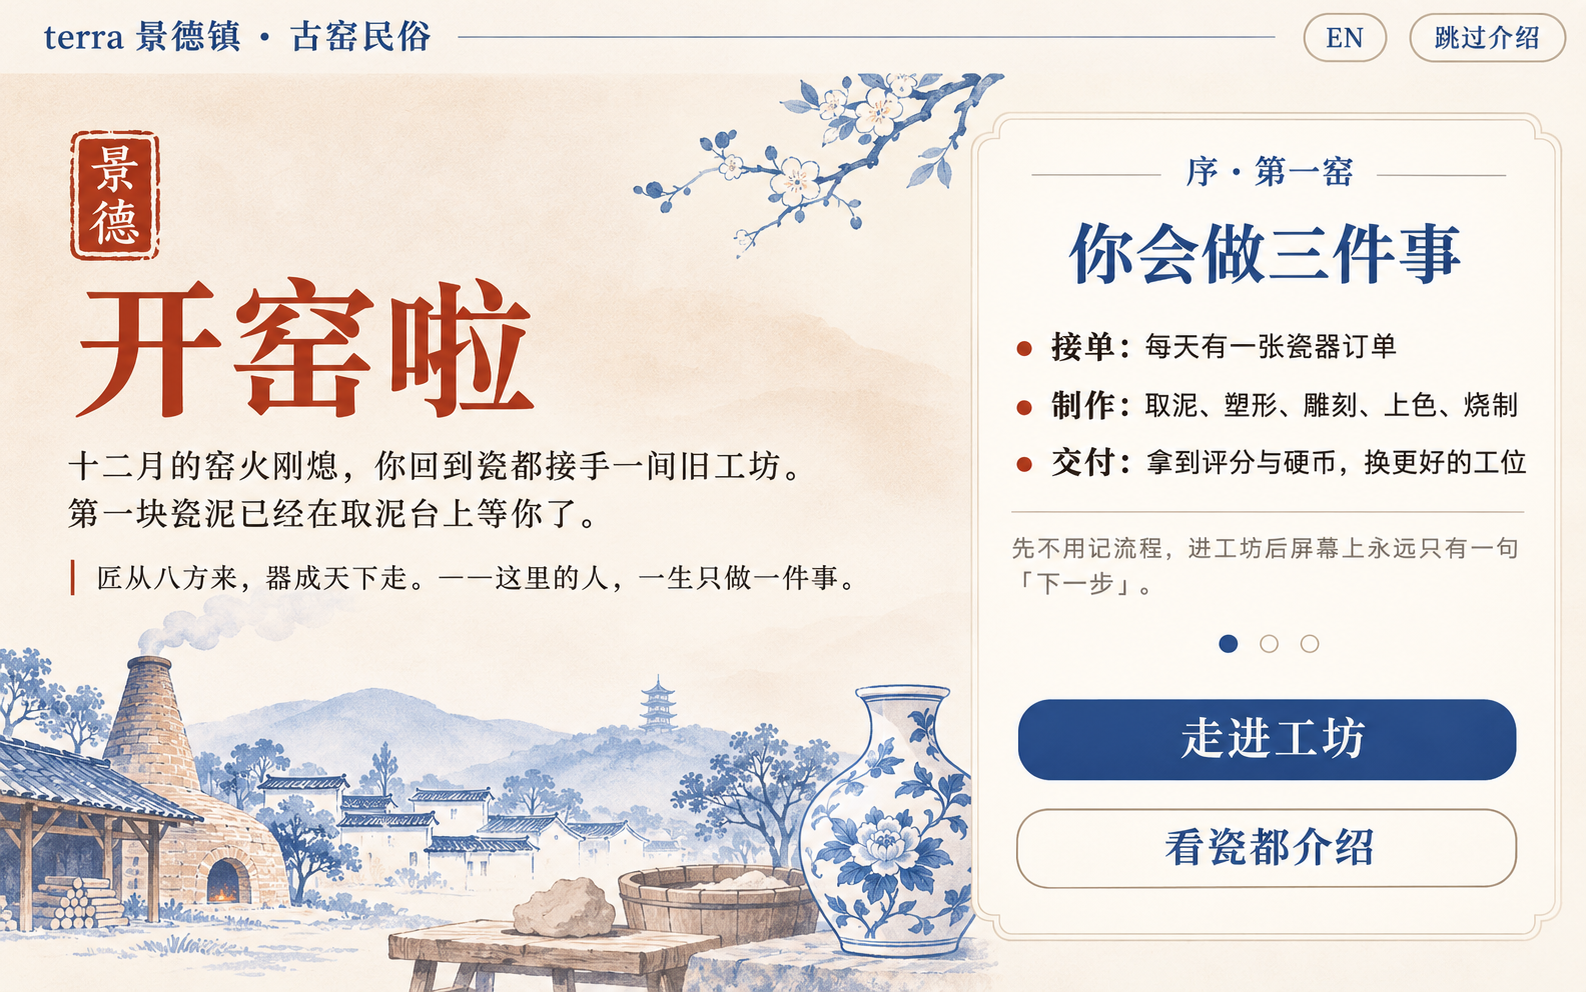 terra 景德镇 · 古窑民俗
EN
跳过介绍
景德
开窑啦
十二月的窑火刚熄，你回到瓷都接手一间旧工坊。
第一块瓷泥已经在取泥台上等你了。
匠从八方来，器成天下走。——这里的人，一生只做一件事。
序·第一窑
你会做三件事
接单：每天有一张瓷器订单
制作：取泥、塑形、雕刻、上色、烧制
交付：拿到评分与硬币，换更好的工位
先不用记流程，进工坊后屏幕上永远只有一句
「下一步」。
走进工坊
看瓷都介绍